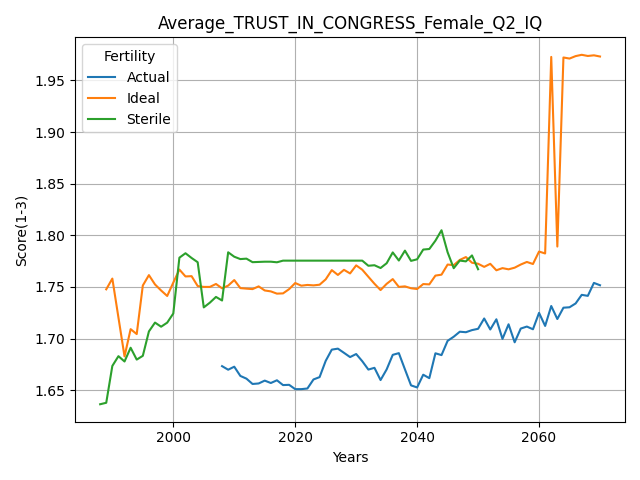 Average_TRUST_IN_CONGRESS_Female_Q2_IQ
Fertility
Actual
Ideal
Sterile
Score(1-3)
1.95
1.90
1.85
1.80
1.75
1.70
1.65
2000
2020
2040
2060
Years